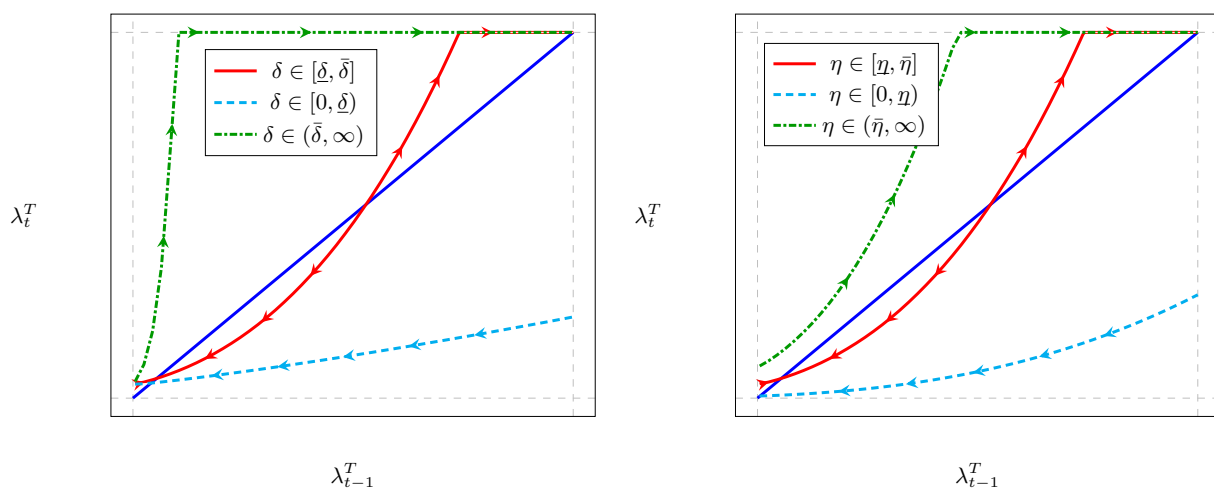 δ ∈ [δ̲, δ̄]
δ ∈ [0, δ̲)
δ ∈ (δ̄, ∞)
λ_t^T
λ_{t−1}^T
η ∈ [η̲, η̄]
η ∈ [0, η̲)
η ∈ (η̄, ∞)
λ_t^T
λ_{t−1}^T